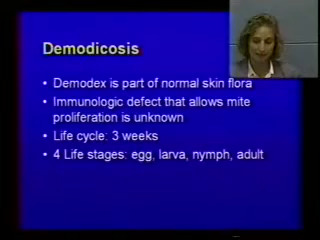 Demodicosis
• Demodex is part of normal skin flora
• Immunologic defect that allows mite
proliferation is unknown
• Life cycle: 3 weeks
• 4 Life stages: egg, larva, nymph, adult